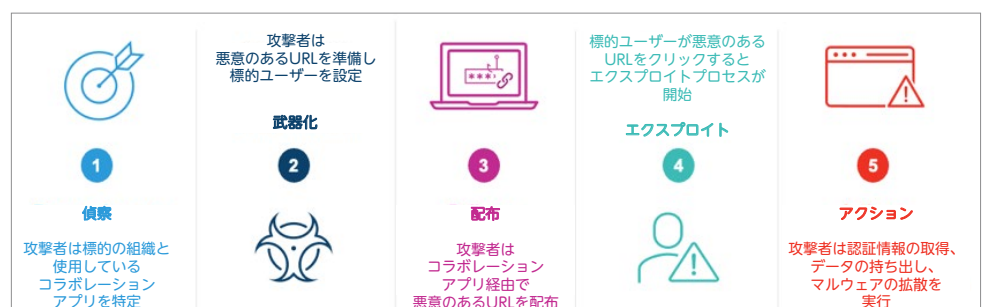 1
偵察
攻撃者は標的の組織と
使用している
コラボレーション
アプリを特定
攻撃者は
悪意のあるURLを準備し
標的ユーザーを設定
武器化
2
***
3
配布
攻撃者は
コラボレーション
アプリ経由で
悪意のあるURLを配布
標的ユーザーが悪意のある
URLをクリックすると
エクスプロイトプロセスが
開始
エクスプロイト
4
5
アクション
攻撃者は認証情報の取得、
データの持ち出し、
マルウェアの拡散を
実行